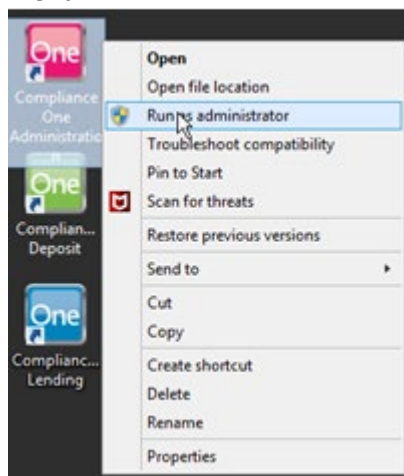 One
Compliance
One
Administratio
n
One
Complian...
Deposit
One
Complianc...
Lending
Open
Open file location
Run as administrator
Troubleshoot compatibility
Pin to Start
Scan for threats
Restore previous versions
Send to
Cut
Copy
Create shortcut
Delete
Rename
Properties